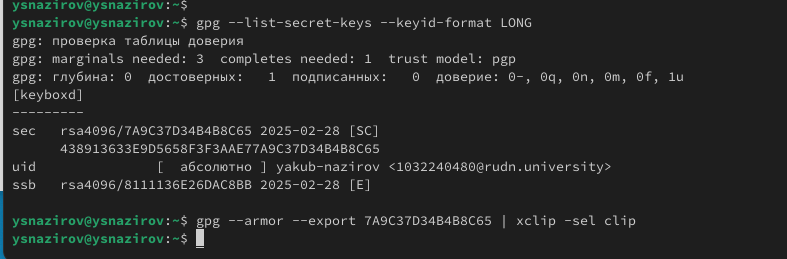 ysnazirov@ysnazirov:~$
ysnazirov@ysnazirov:~$ gpg --list-secret-keys --keyid-format LONG
gpg: проверка таблицы доверия
gpg: marginals needed: 3  completes needed: 1  trust model: pgp
gpg: глубина: 0  достоверных:   1  подписанных:   0  доверие: 0-, 0q, 0n, 0m, 0f, 1u
[keyboxd]
---------
sec   rsa4096/7A9C37D34B4B8C65 2025-02-28 [SC]
      438913633E9D5658F3F3AAE77A9C37D34B4B8C65
uid                 [  абсолютно ] yakub-nazirov <1032240480@rudn.university>
ssb   rsa4096/8111136E26DAC8BB 2025-02-28 [E]
ysnazirov@ysnazirov:~$ gpg --armor --export 7A9C37D34B4B8C65 | xclip -sel clip
ysnazirov@ysnazirov:~$